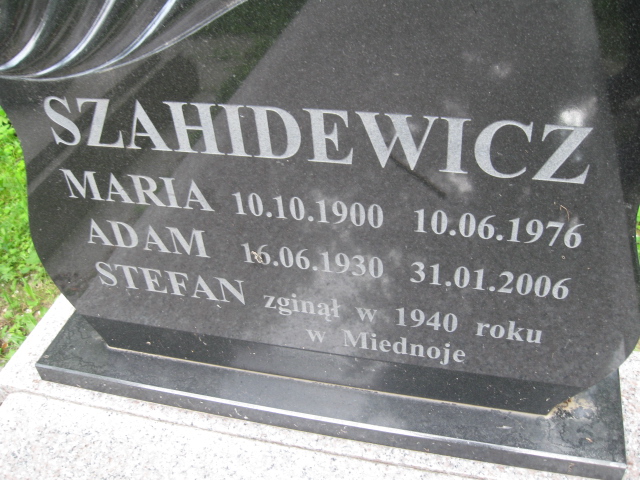 SZAHIDEWICZ
MARIA 10.10.1900 10.06.1976
ADAM 16.06.1930 31.01.2006
STEFAN zginął w 1940 roku
w Miednoje